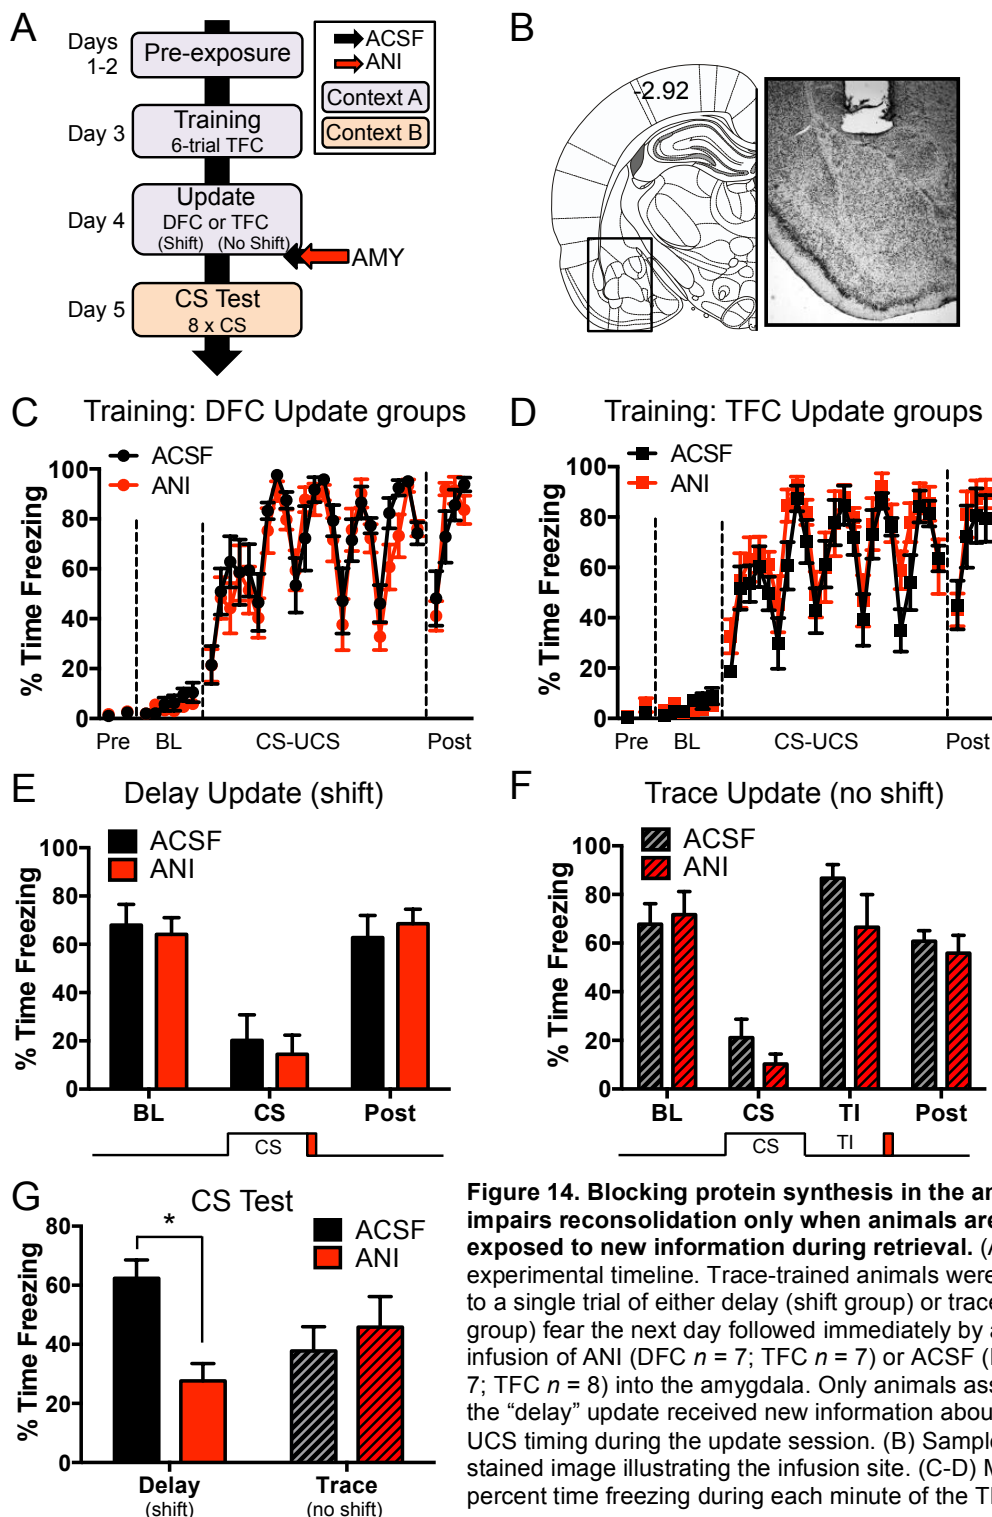 A
Days
1-2
Pre-exposure
Day 3
Training
6-trial TFC
Day 4
Update
DFC or TFC
(Shift) (No Shift)
AMY
Day 5
CS Test
8 x CS
ACSF
ANI
Context A
Context B
B
-2.92
C
Training: DFC Update groups
ACSF
ANI
% Time Freezing
100
80
60
40
20
0
Pre BL CS-UCS Post
D
Training: TFC Update groups
ACSF
ANI
% Time Freezing
100
80
60
40
20
0
Pre BL CS-UCS Post
E
Delay Update (shift)
ACSF
ANI
% Time Freezing
100
80
60
40
20
0
BL CS Post
CS
F
Trace Update (no shift)
ACSF
ANI
% Time Freezing
100
80
60
40
20
0
BL CS TI Post
CS TI
G
CS Test
*
ACSF
ANI
% Time Freezing
80
60
40
20
0
Delay Trace
(shift) (no shift)
Figure 14. Blocking protein synthesis in the
impairs reconsolidation only when animals are
exposed to new information during retrieval.
experimental timeline. Trace-trained animals were
to a single trial of either delay (shift group) or trace
group) fear the next day followed immediately by
infusion of ANI (DFC n = 7; TFC n = 7) or ACSF
7; TFC n = 8) into the amygdala. Only animals
the “delay” update received new information
UCS timing during the update session. (B) Sample
stained image illustrating the infusion site. (C-D)
percent time freezing during each minute of the